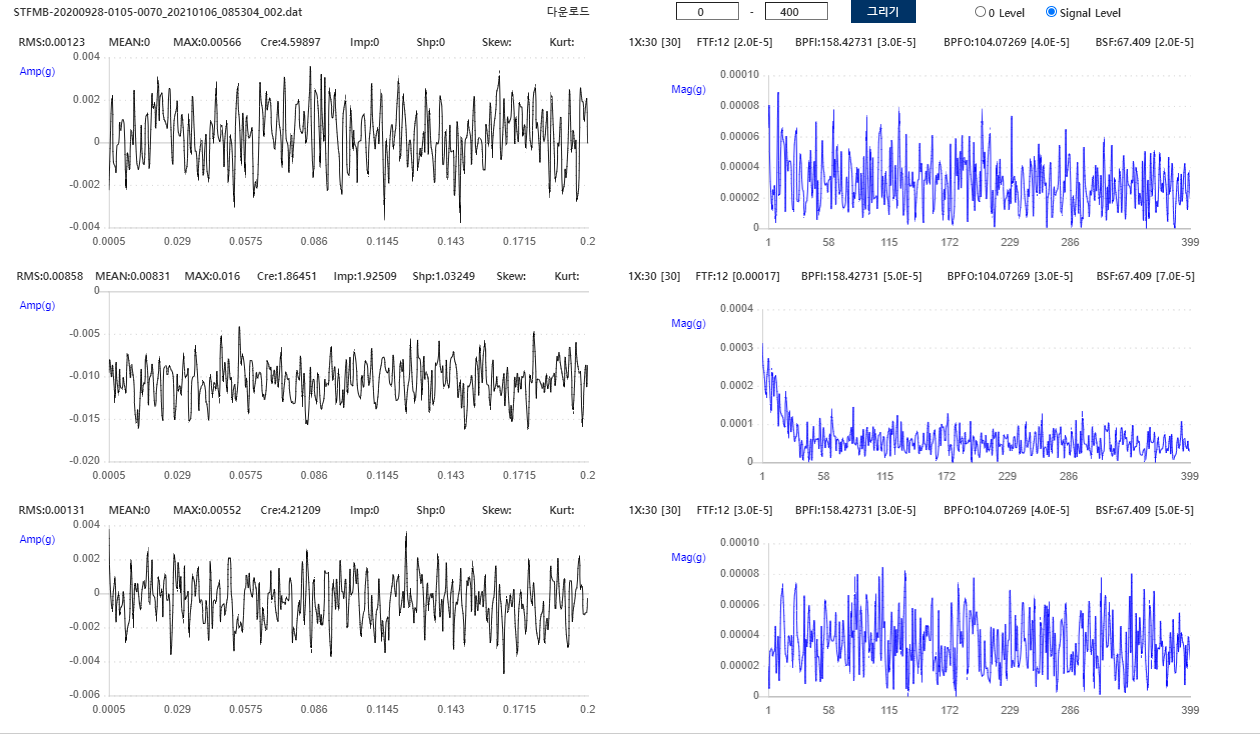 STFMB-20200928-0105-0070_20210106_085304_002.dat 다운로드 0 - 400 그리기 0 Level Signal Level
RMS:0.00123 MEAN:0 MAX:0.00566 Cre:4.59897 Imp:0 Shp:0 Skew: Kurt:
Amp(g)
0.004
0.002
0
-0.002
-0.004
0.0005 0.029 0.0575 0.086 0.1145 0.143 0.1715 0.2
1X:30 [30] FTF:12 [2.0E-5] BPFI:158.42731 [3.0E-5] BPFO:104.07269 [4.0E-5] BSF:67.409 [2.0E-5]
Mag(g)
0.00010
0.00008
0.00006
0.00004
0.00002
0
1 58 115 172 229 286 399
RMS:0.00858 MEAN:0.00831 MAX:0.016 Cre:1.86451 Imp:1.92509 Shp:1.03249 Skew: Kurt:
Amp(g)
0
-0.005
-0.010
-0.015
-0.020
0.0005 0.029 0.0575 0.086 0.1145 0.143 0.1715 0.2
1X:30 [30] FTF:12 [0.00017] BPFI:158.42731 [5.0E-5] BPFO:104.07269 [3.0E-5] BSF:67.409 [7.0E-5]
Mag(g)
0.0004
0.0003
0.0002
0.0001
0
1 58 115 172 229 286 399
RMS:0.00131 MEAN:0 MAX:0.00552 Cre:4.21209 Imp:0 Shp:0 Skew: Kurt:
Amp(g)
0.004
0.002
0
-0.002
-0.004
-0.006
0.0005 0.029 0.0575 0.086 0.1145 0.143 0.1715 0.2
1X:30 [30] FTF:12 [3.0E-5] BPFI:158.42731 [3.0E-5] BPFO:104.07269 [4.0E-5] BSF:67.409 [5.0E-5]
Mag(g)
0.00010
0.00008
0.00006
0.00004
0.00002
0
1 58 115 172 229 286 399